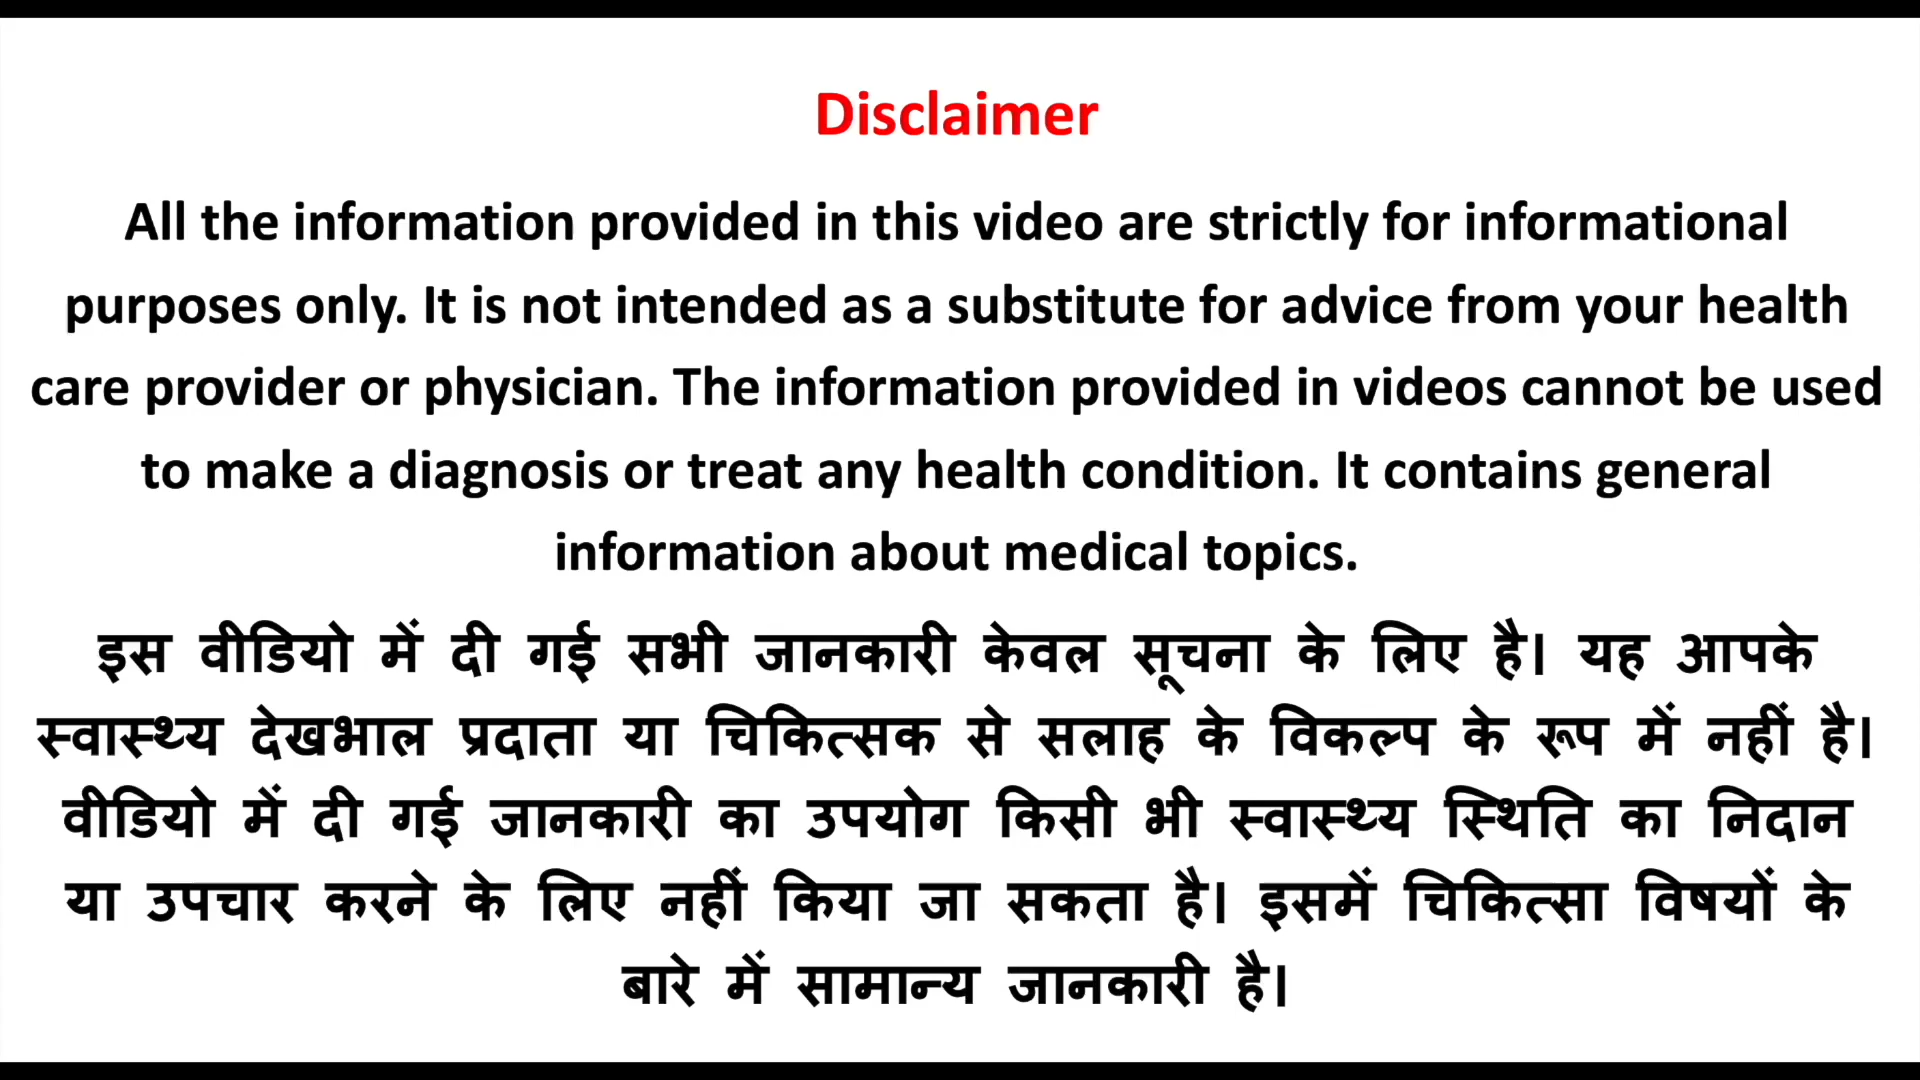 Disclaimer
All the information provided in this video are strictly for informational
purposes only. It is not intended as a substitute for advice from your health
care provider or physician. The information provided in videos cannot be used
to make a diagnosis or treat any health condition. It contains general
information about medical topics.
इस वीडियो में दी गई सभी जानकारी केवल सूचना के लिए है। यह आपके
स्वास्थ्य देखभाल प्रदाता या चिकित्सक से सलाह के विकल्प के रूप में नहीं है।
वीडियो में दी गई जानकारी का उपयोग किसी भी स्वास्थ्य स्थिति का निदान
या उपचार करने के लिए नहीं किया जा सकता है। इसमें चिकित्सा विषयों के
बारे में सामान्य जानकारी है।